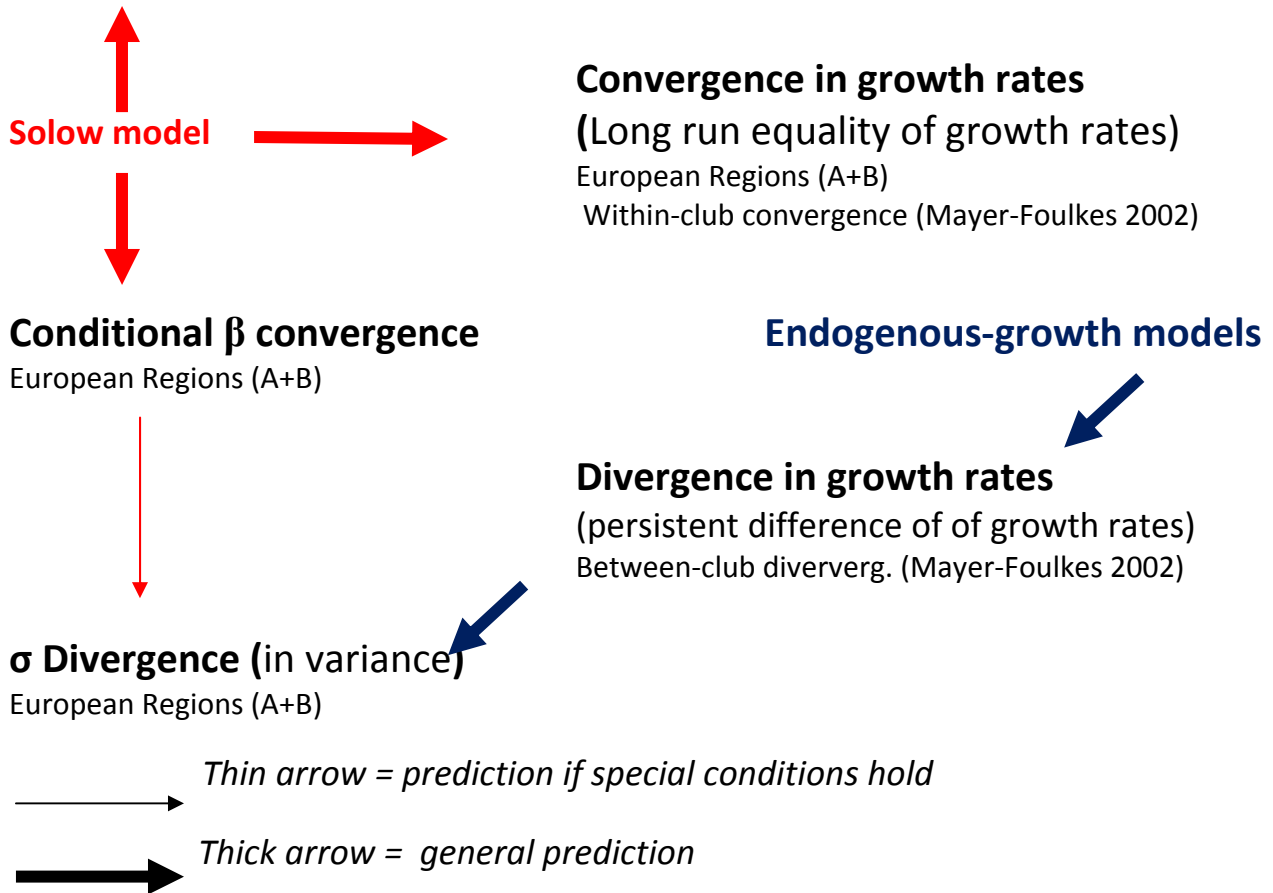 Solow model
Convergence in growth rates
(Long run equality of growth rates)
European Regions (A+B)
Within-club convergence (Mayer-Foulkes 2002)
Conditional β convergence
European Regions (A+B)
Endogenous-growth models
Divergence in growth rates
(persistent difference of of growth rates)
Between-club diververg. (Mayer-Foulkes 2002)
σ Divergence (in variance)
European Regions (A+B)
Thin arrow = prediction if special conditions hold
Thick arrow = general prediction